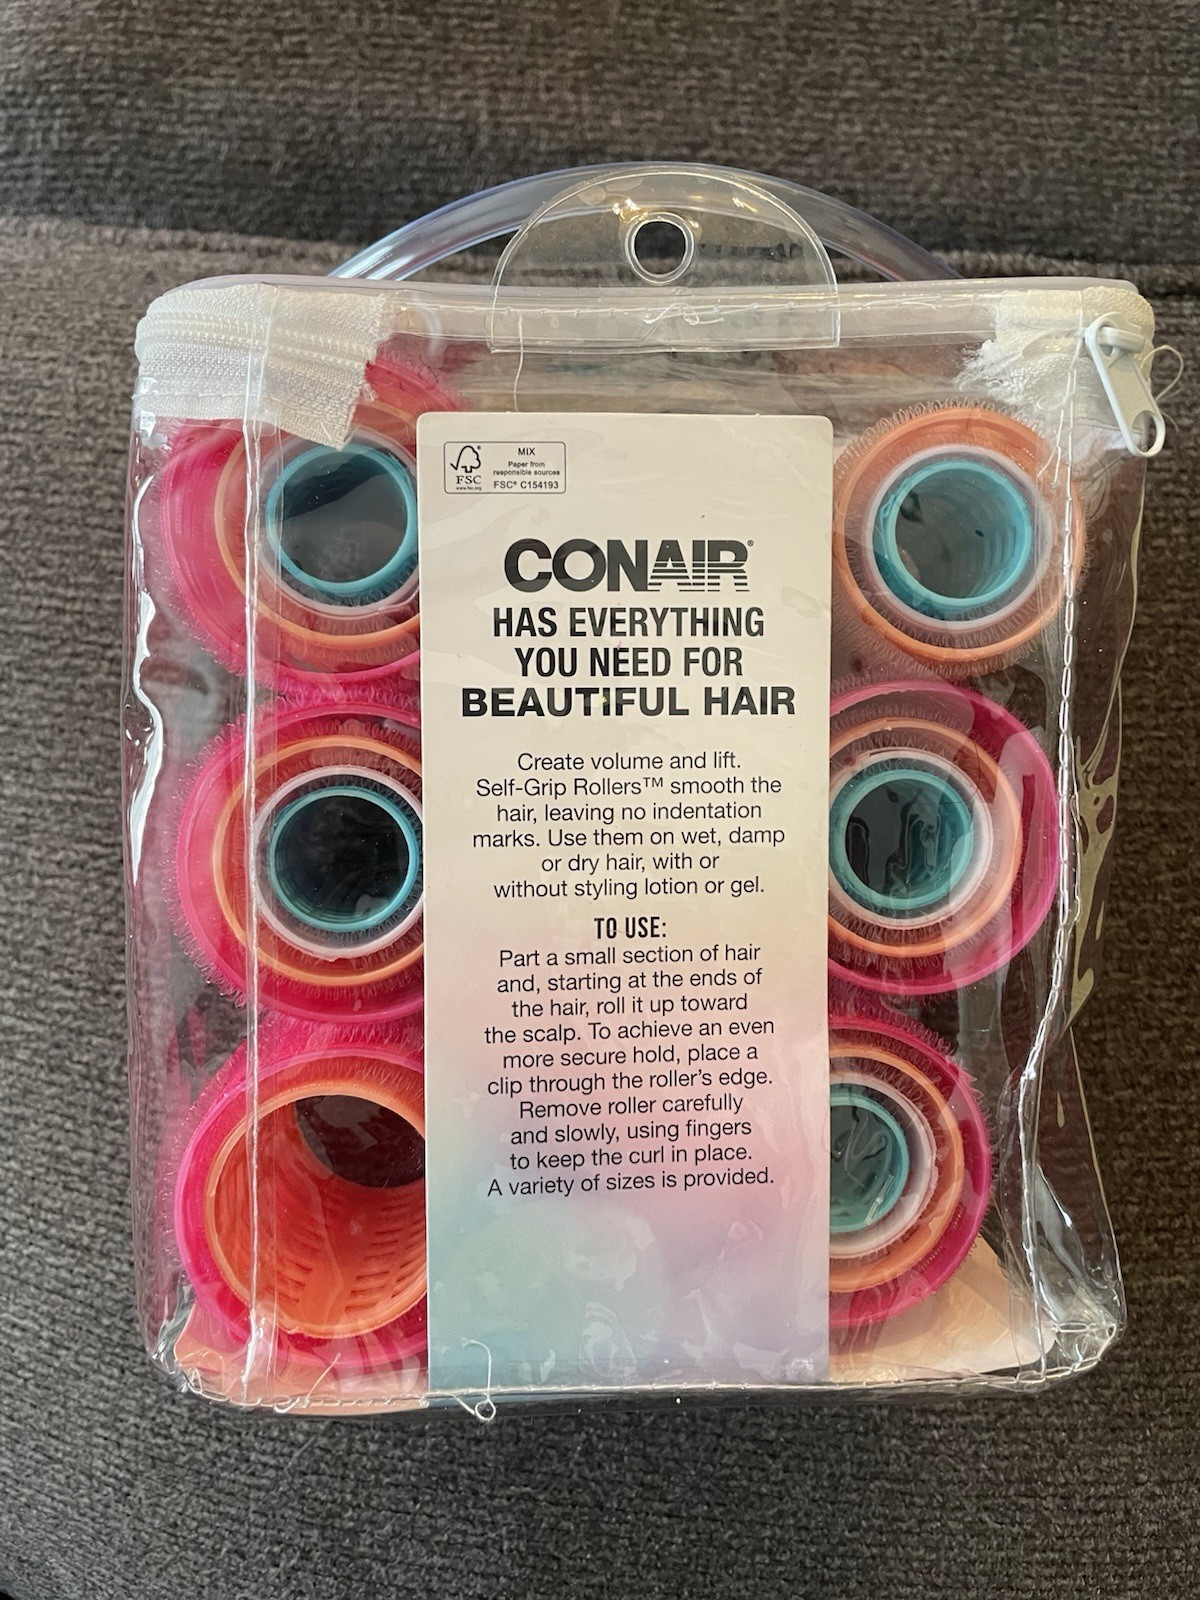 MIX
Paper from
responsible sources
FSC® C154193
FSC
www.fsc.org
CONAIR®
HAS EVERYTHING
YOU NEED FOR
BEAUTIFUL HAIR
Create volume and lift.
Self-Grip Rollers™ smooth the
hair, leaving no indentation
marks. Use them on wet, damp
or dry hair, with or
without styling lotion or gel.
TO USE:
Part a small section of hair
and, starting at the ends of
the hair, roll it up toward
the scalp. To achieve an even
more secure hold, place a
clip through the roller's edge.
Remove roller carefully
and slowly, using fingers
to keep the curl in place.
A variety of sizes is provided.